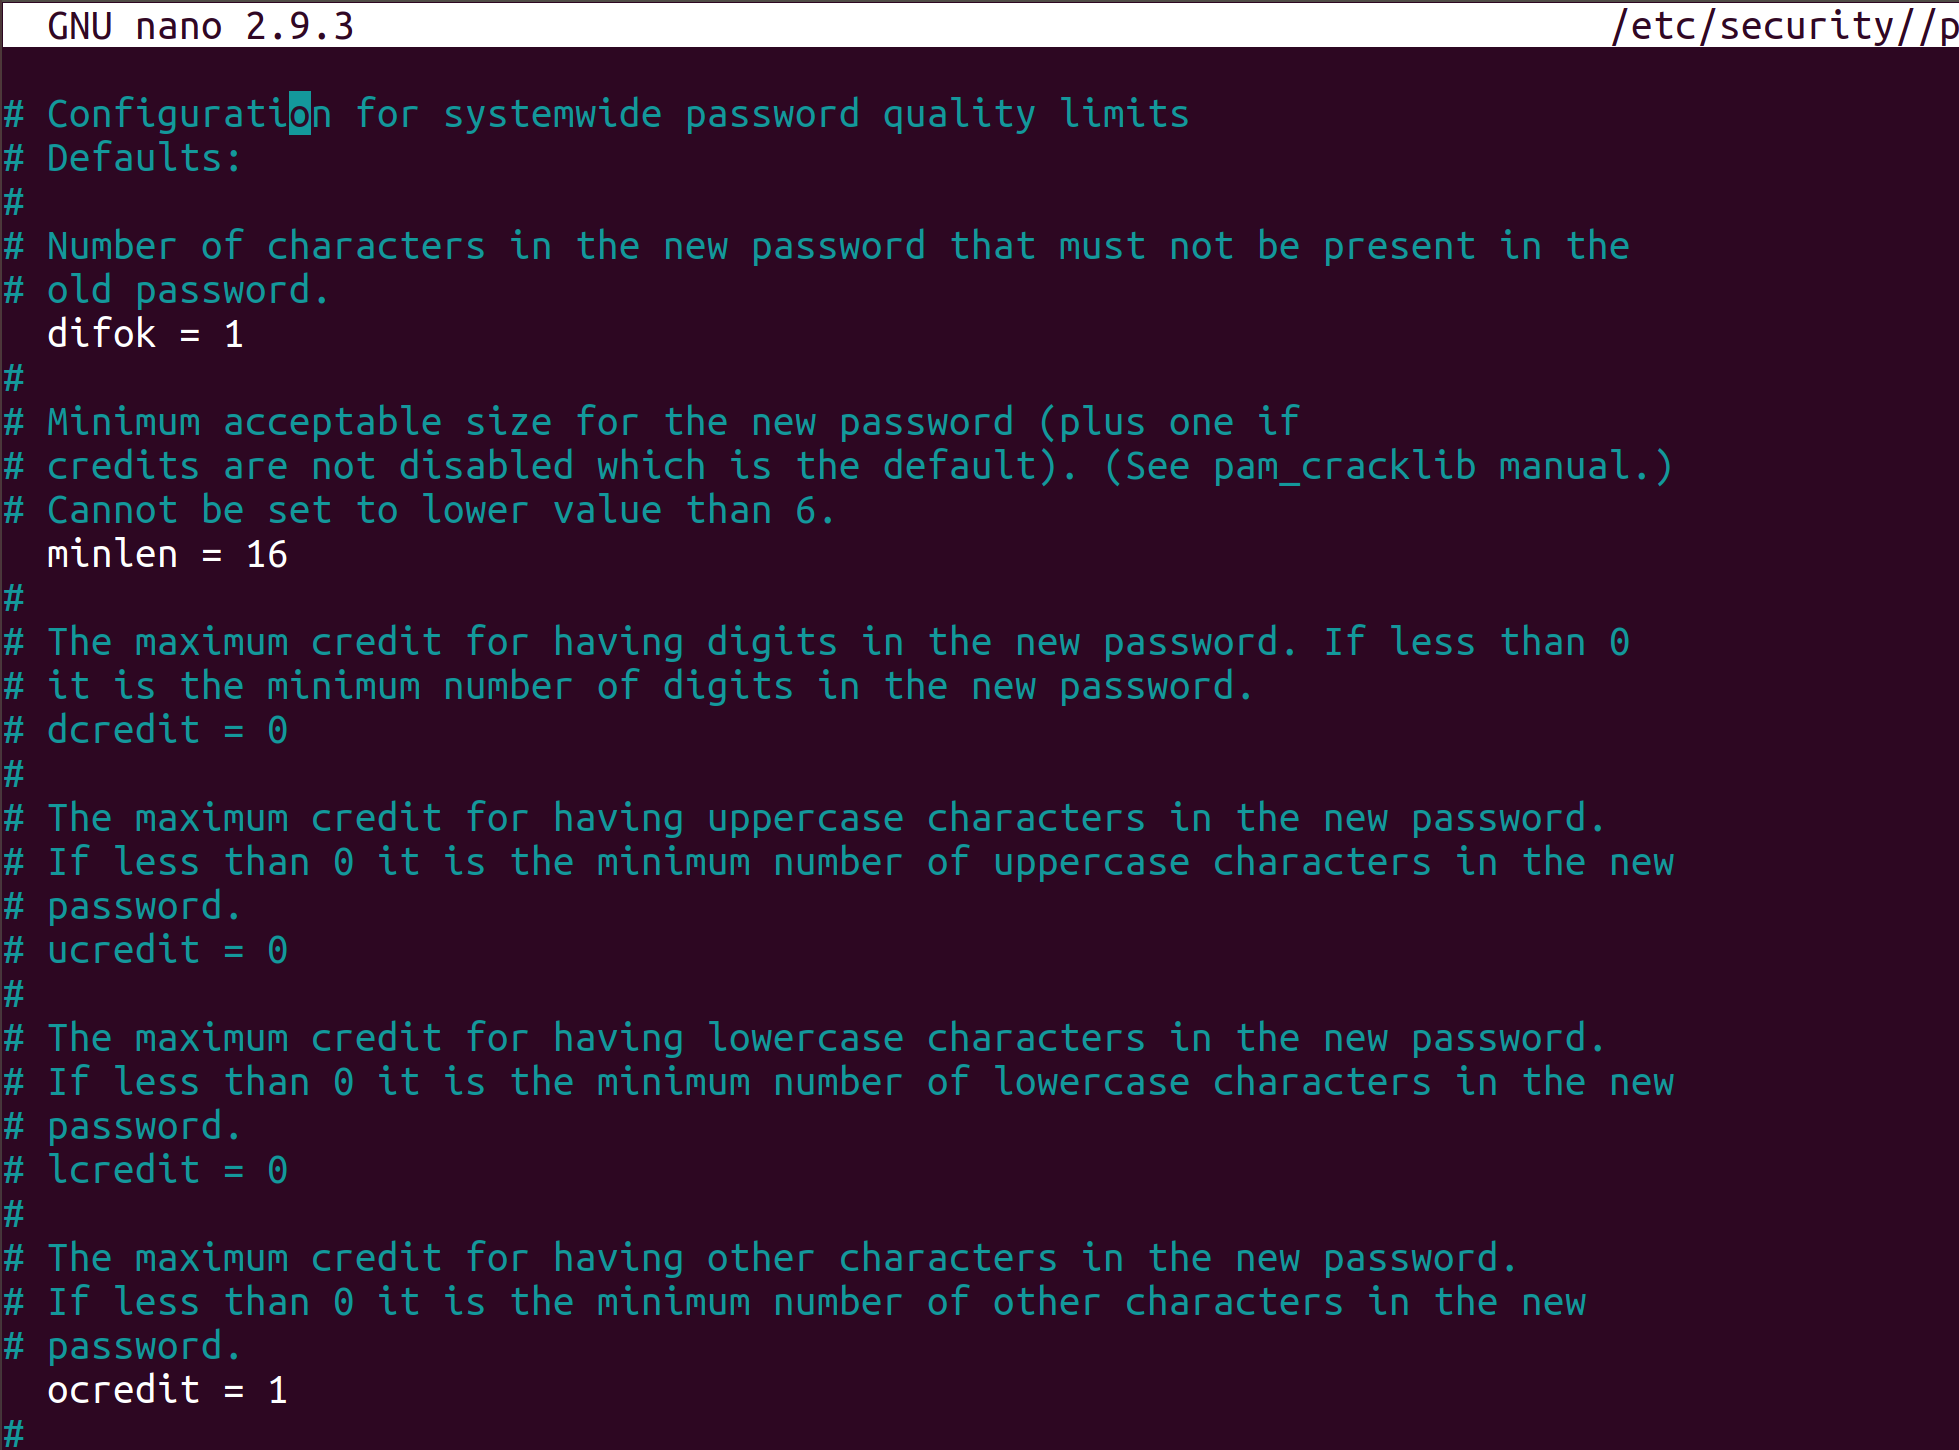 GNU nano 2.9.3 /etc/security//p
# Configuration for systemwide password quality limits
# Defaults:
#
# Number of characters in the new password that must not be present in the
# old password.
difok = 1
#
# Minimum acceptable size for the new password (plus one if
# credits are not disabled which is the default). (See pam_cracklib manual.)
# Cannot be set to lower value than 6.
minlen = 16
#
# The maximum credit for having digits in the new password. If less than 0
# it is the minimum number of digits in the new password.
# dcredit = 0
#
# The maximum credit for having uppercase characters in the new password.
# If less than 0 it is the minimum number of uppercase characters in the new
# password.
# ucredit = 0
#
# The maximum credit for having lowercase characters in the new password.
# If less than 0 it is the minimum number of lowercase characters in the new
# password.
# lcredit = 0
#
# The maximum credit for having other characters in the new password.
# If less than 0 it is the minimum number of other characters in the new
# password.
ocredit = 1
#